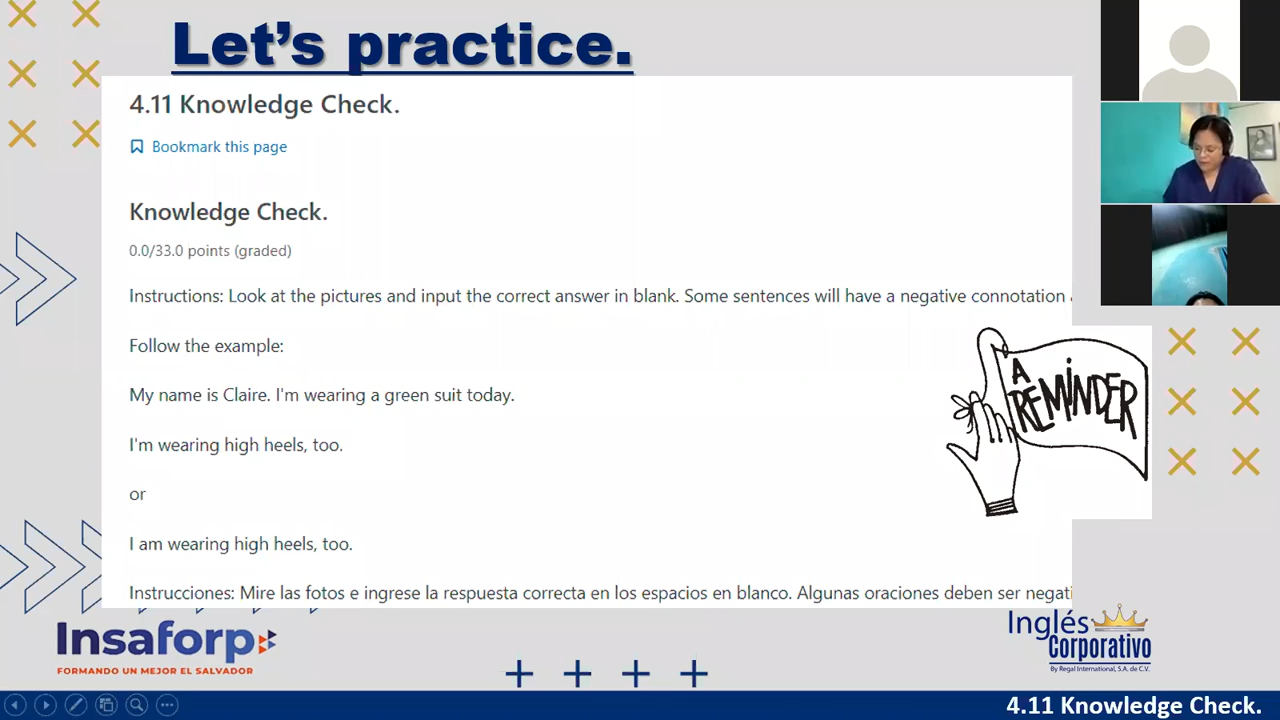 Let's practice.
4.11 Knowledge Check.
Bookmark this page
Knowledge Check.
0.0/33.0 points (graded)
Instructions: Look at the pictures and input the correct answer in blank. Some sentences will have a negative connotation
Follow the example:
My name is Claire. I'm wearing a green suit today.
I'm wearing high heels, too.
or
I am wearing high heels, too.
Instrucciones: Mire las fotos e ingrese la respuesta correcta en los espacios en blanco. Algunas oraciones deben ser negati
A
REMINDER
Insaforp
FORMANDO UN MEJOR EL SALVADOR
Inglés
Corporativo
By Regal International, S.A. de C.V.
4.11 Knowledge Check.